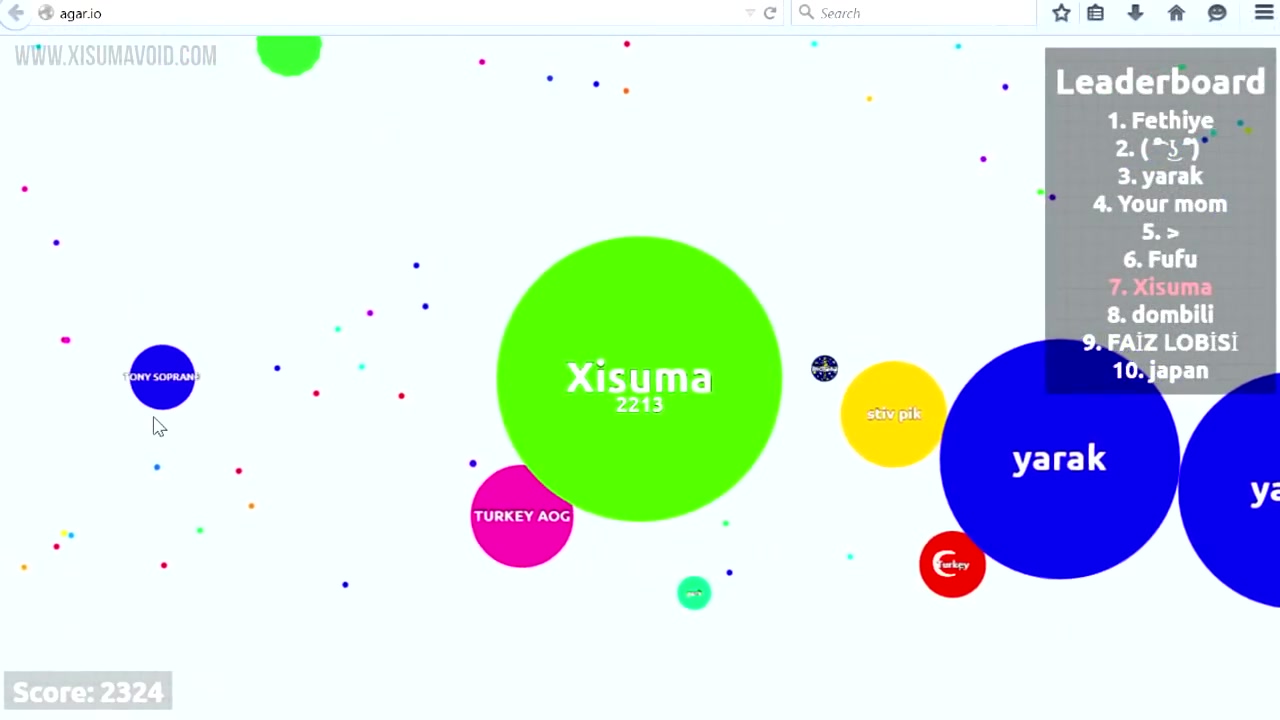 agar.io
Search
WWW.XISUMAVOID.COM
Leaderboard
1. Fethiye
2. ( ͡° ͜ʖ ͡°)
3. yarak
4. Your mom
5. >
6. Fufu
7. Xisuma
8. dombili
9. FAİZ LOBİSİ
10. japan
TONY SOPRANO
Xisuma
2213
stiv pik
yarak
ya
TURKEY AOG
Turkey
Score: 2324